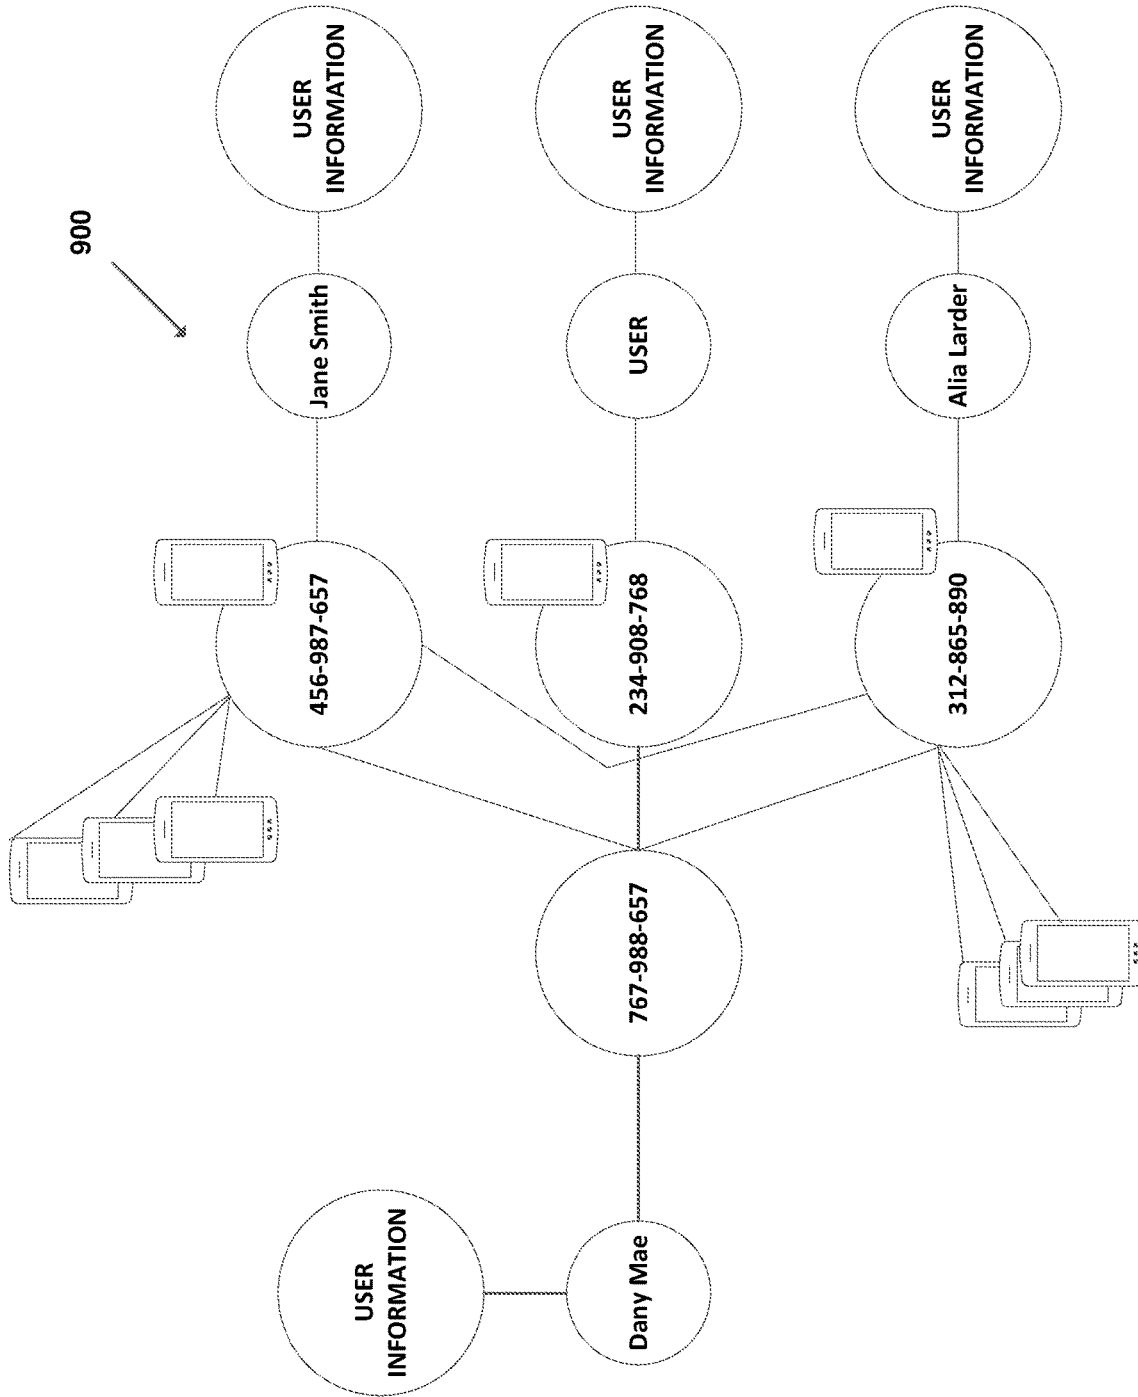 900
456-987-657
Jane Smith
USER
INFORMATION
USER
INFORMATION
Dany Mae
767-988-657
234-908-768
USER
USER
INFORMATION
312-865-890
Alia Larder
USER
INFORMATION